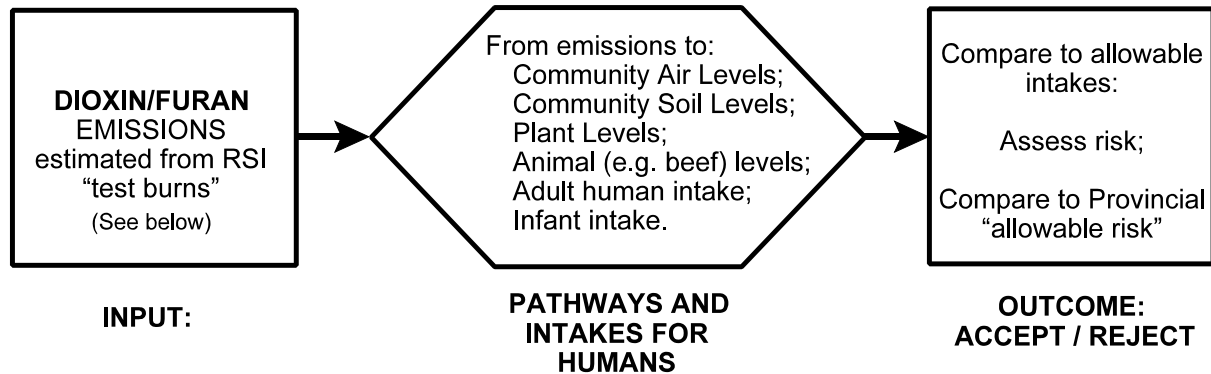 DIOXIN/FURAN
EMISSIONS
estimated from RSI
“test burns”
(See below)
INPUT:
From emissions to:
Community Air Levels;
Community Soil Levels;
Plant Levels;
Animal (e.g. beef) levels;
Adult human intake;
Infant intake.
PATHWAYS AND
INTAKES FOR
HUMANS
Compare to allowable
intakes:
Assess risk;
Compare to Provincial
“allowable risk”
OUTCOME:
ACCEPT / REJECT